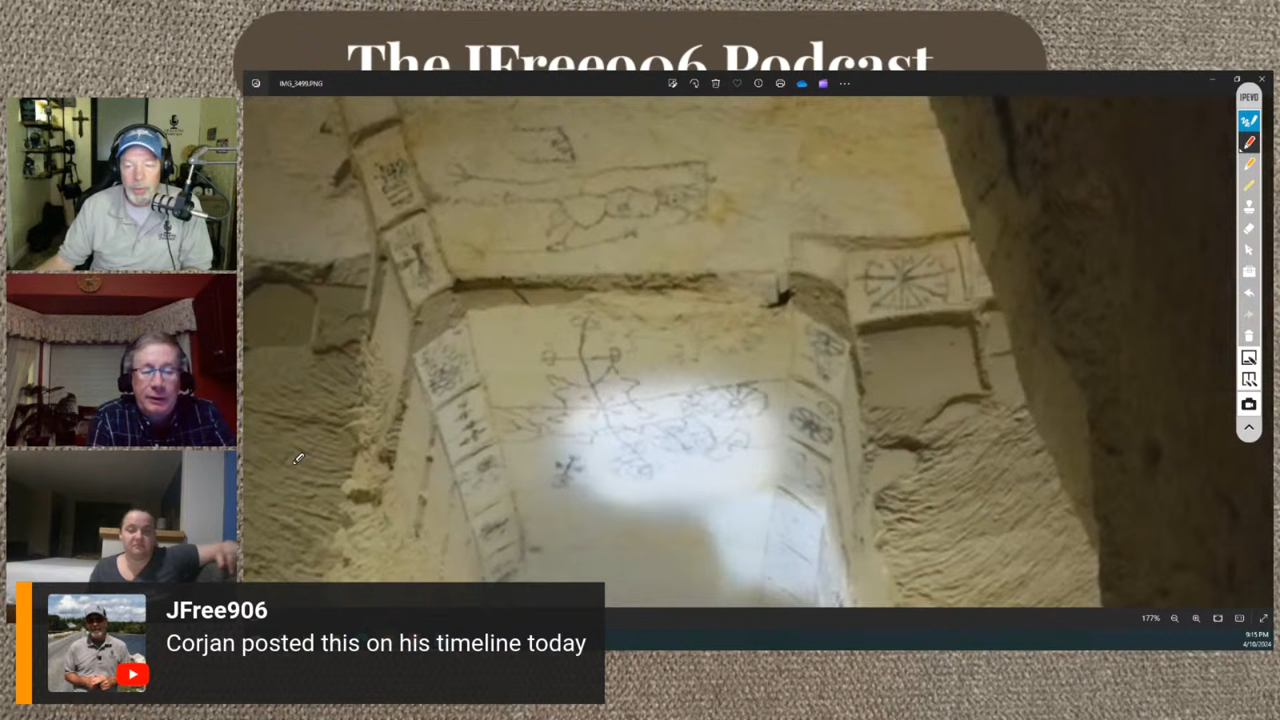 The JFree906 Podcast
IMG_3499.PNG
IPEVO
177%
9:15 PM
4/18/2024
JFree906
Corjan posted this on his timeline today